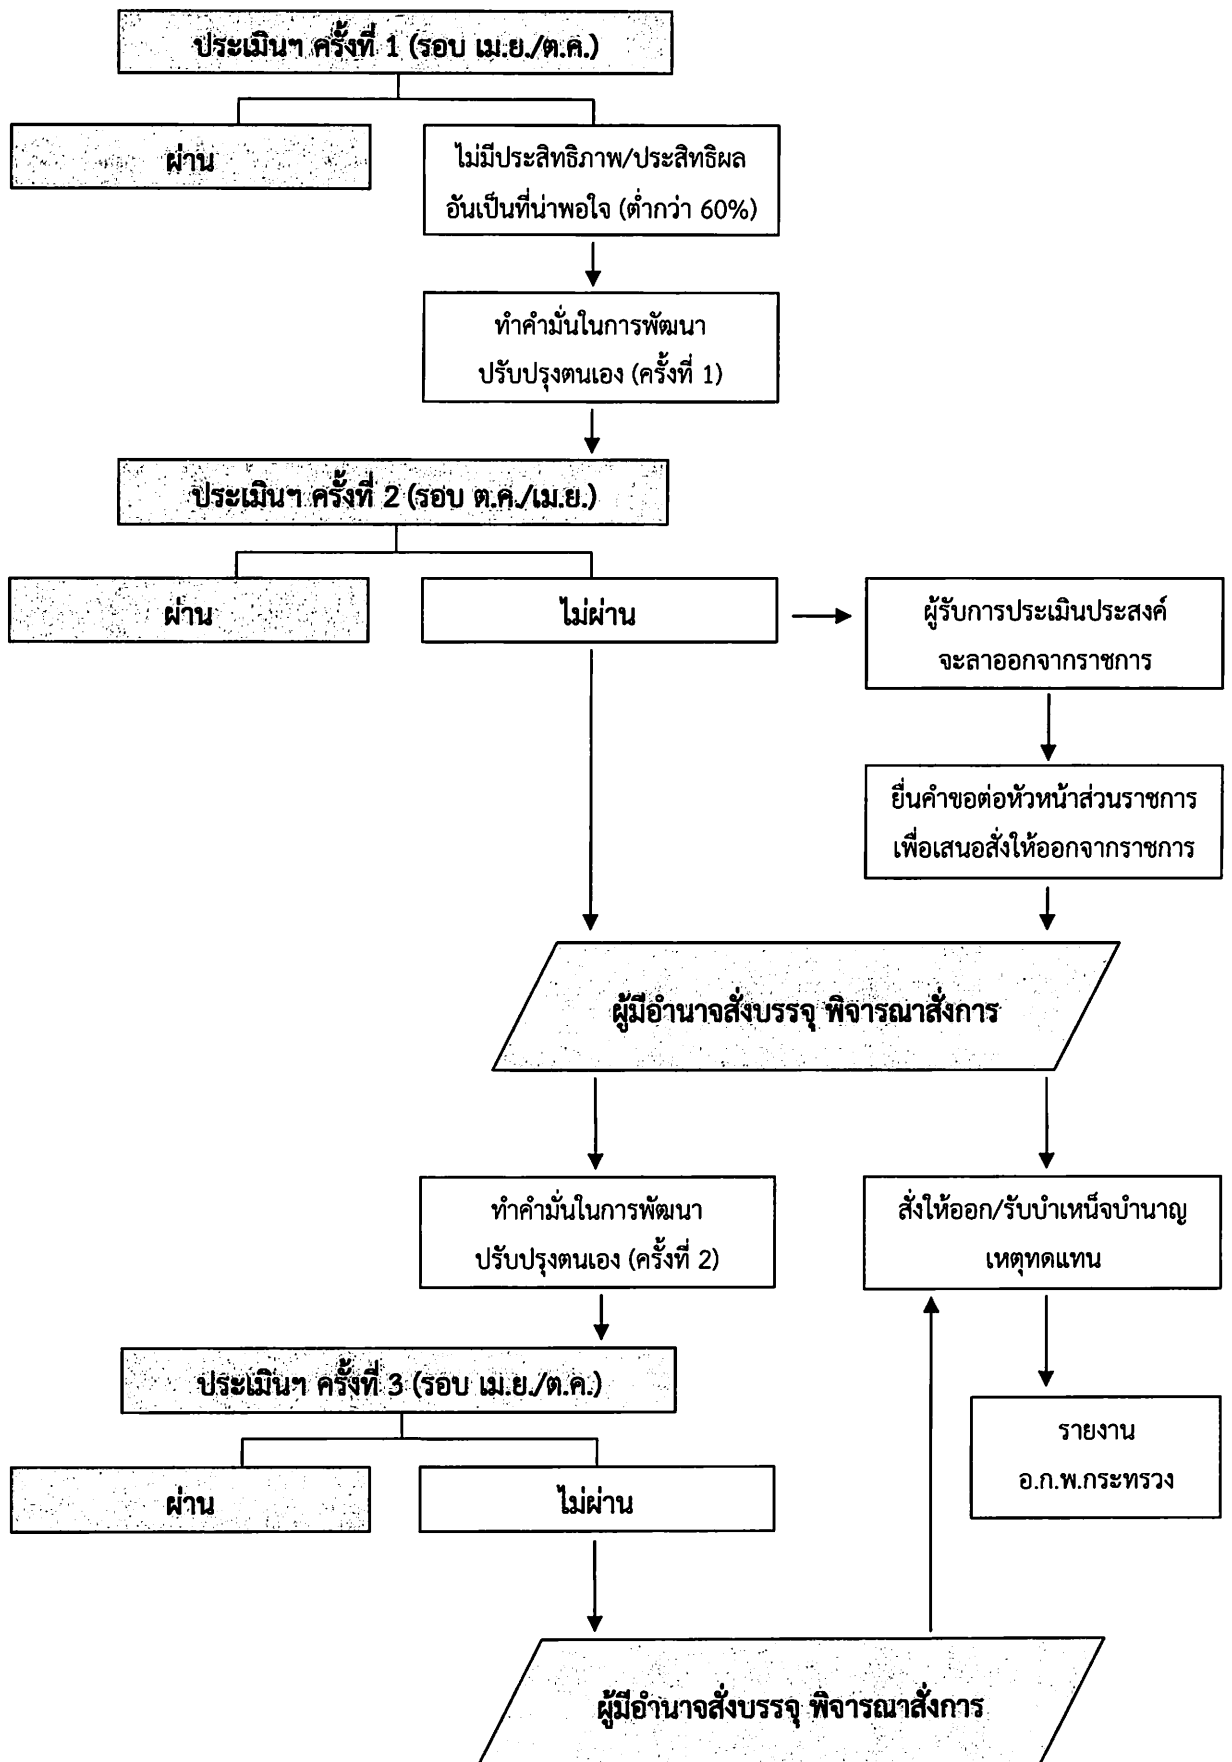 ประเมินฯ ครั้งที่ 1 (รอบ เม.ย./ต.ค.)
ผ่าน
ไม่มีประสิทธิภาพ/ประสิทธิผล
อันเป็นที่น่าพอใจ (ต่ำกว่า 60%)
ทำคำมั่นในการพัฒนา
ปรับปรุงตนเอง (ครั้งที่ 1)
ประเมินฯ ครั้งที่ 2 (รอบ ต.ค./เม.ย.)
ผ่าน
ไม่ผ่าน
ผู้รับการประเมินประสงค์
จะลาออกจากราชการ
ยื่นคำขอต่อหัวหน้าส่วนราชการ
เพื่อเสนอสั่งให้ออกจากราชการ
ผู้มีอำนาจสั่งบรรจุ พิจารณาสั่งการ
ทำคำมั่นในการพัฒนา
ปรับปรุงตนเอง (ครั้งที่ 2)
สั่งให้ออก/รับบำเหน็จบำนาญ
เหตุทดแทน
ประเมินฯ ครั้งที่ 3 (รอบ เม.ย./ต.ค.)
ผ่าน
ไม่ผ่าน
รายงาน
อ.ก.พ.กระทรวง
ผู้มีอำนาจสั่งบรรจุ พิจารณาสั่งการ